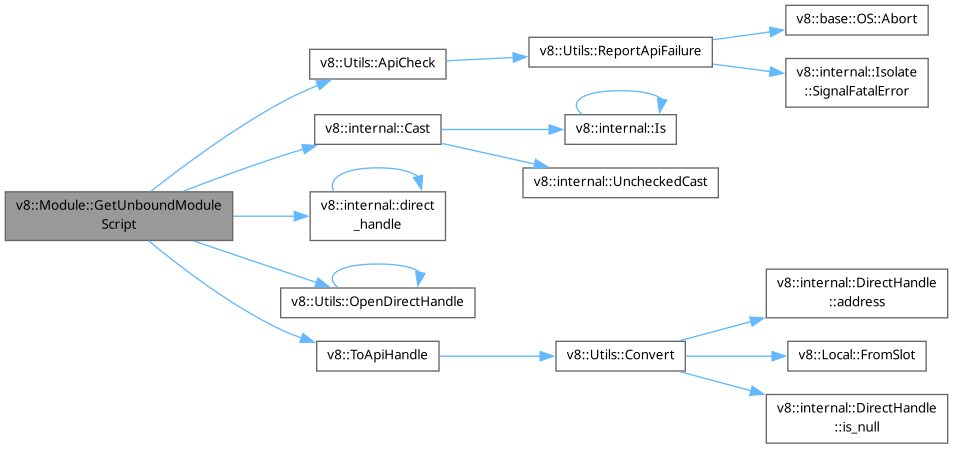 v8::Module::GetUnboundModule
Script
v8::Utils::ApiCheck
v8::Utils::ReportApiFailure
v8::base::OS::Abort
v8::internal::Isolate
::SignalFatalError
v8::internal::Cast
v8::internal::Is
v8::internal::UncheckedCast
v8::internal::direct
_handle
v8::Utils::OpenDirectHandle
v8::ToApiHandle
v8::Utils::Convert
v8::internal::DirectHandle
::address
v8::Local::FromSlot
v8::internal::DirectHandle
::is_null